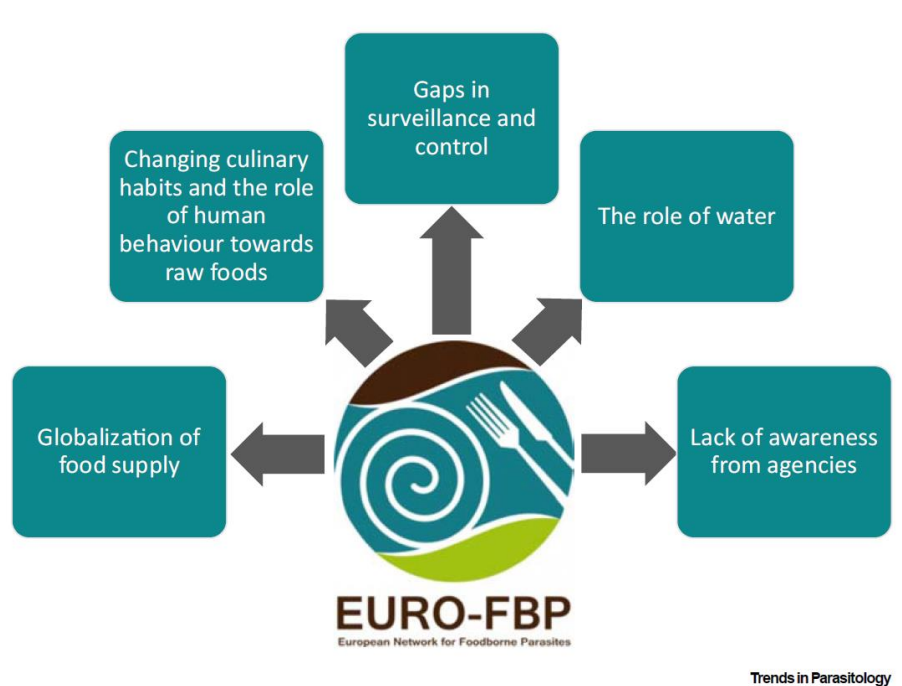 Gaps in
surveillance and
control
Changing culinary
habits and the role
of human
behaviour towards
raw foods
The role of water
Globalization of
food supply
Lack of awareness
from agencies
EURO-FBP
European Network for Foodborne Parasites
Trends in Parasitology